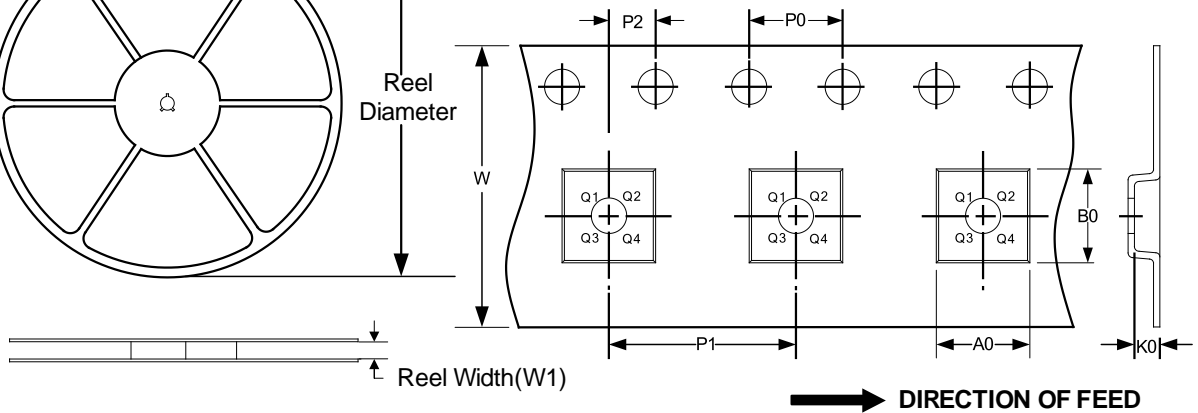 P2
P0
Reel
Diameter
W
Q1 Q2
Q3 Q4
Q1 Q2
Q3 Q4
Q1 Q2
Q3 Q4
B0
P1
A0
K0
Reel Width(W1)
DIRECTION OF FEED